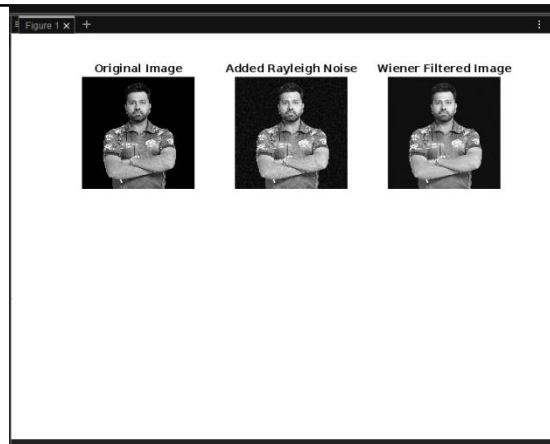 Figure 1 × +
Original Image
Added Rayleigh Noise
Wiener Filtered Image